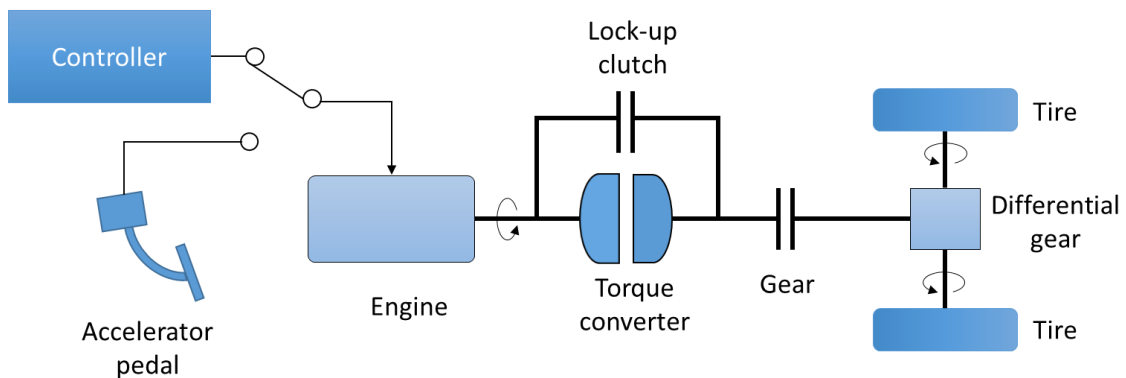 Controller
Lock-up
clutch
Tire
Differential
gear
Engine
Torque
converter
Gear
Tire
Accelerator
pedal